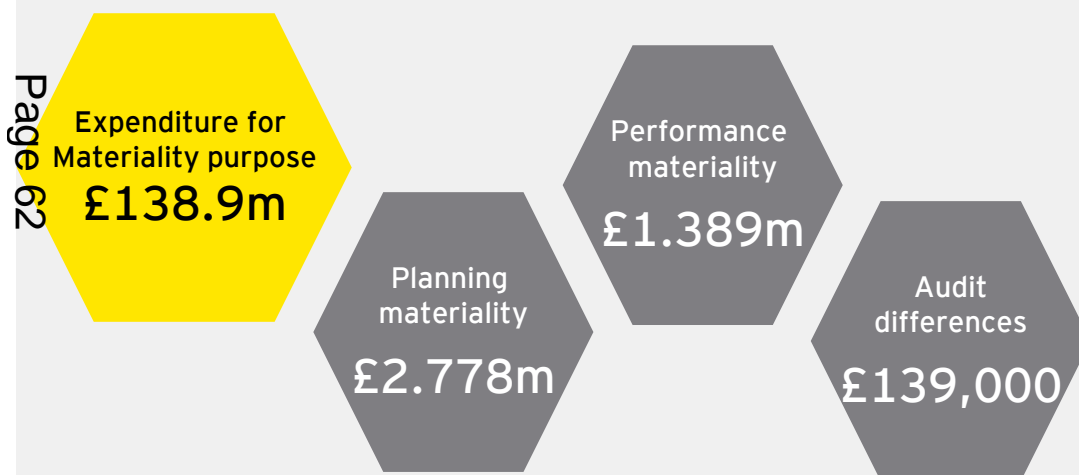 Page 62
Expenditure for
Materiality purpose
£138.9m
Planning
materiality
£2.778m
Performance
materiality
£1.389m
Audit
differences
£139,000